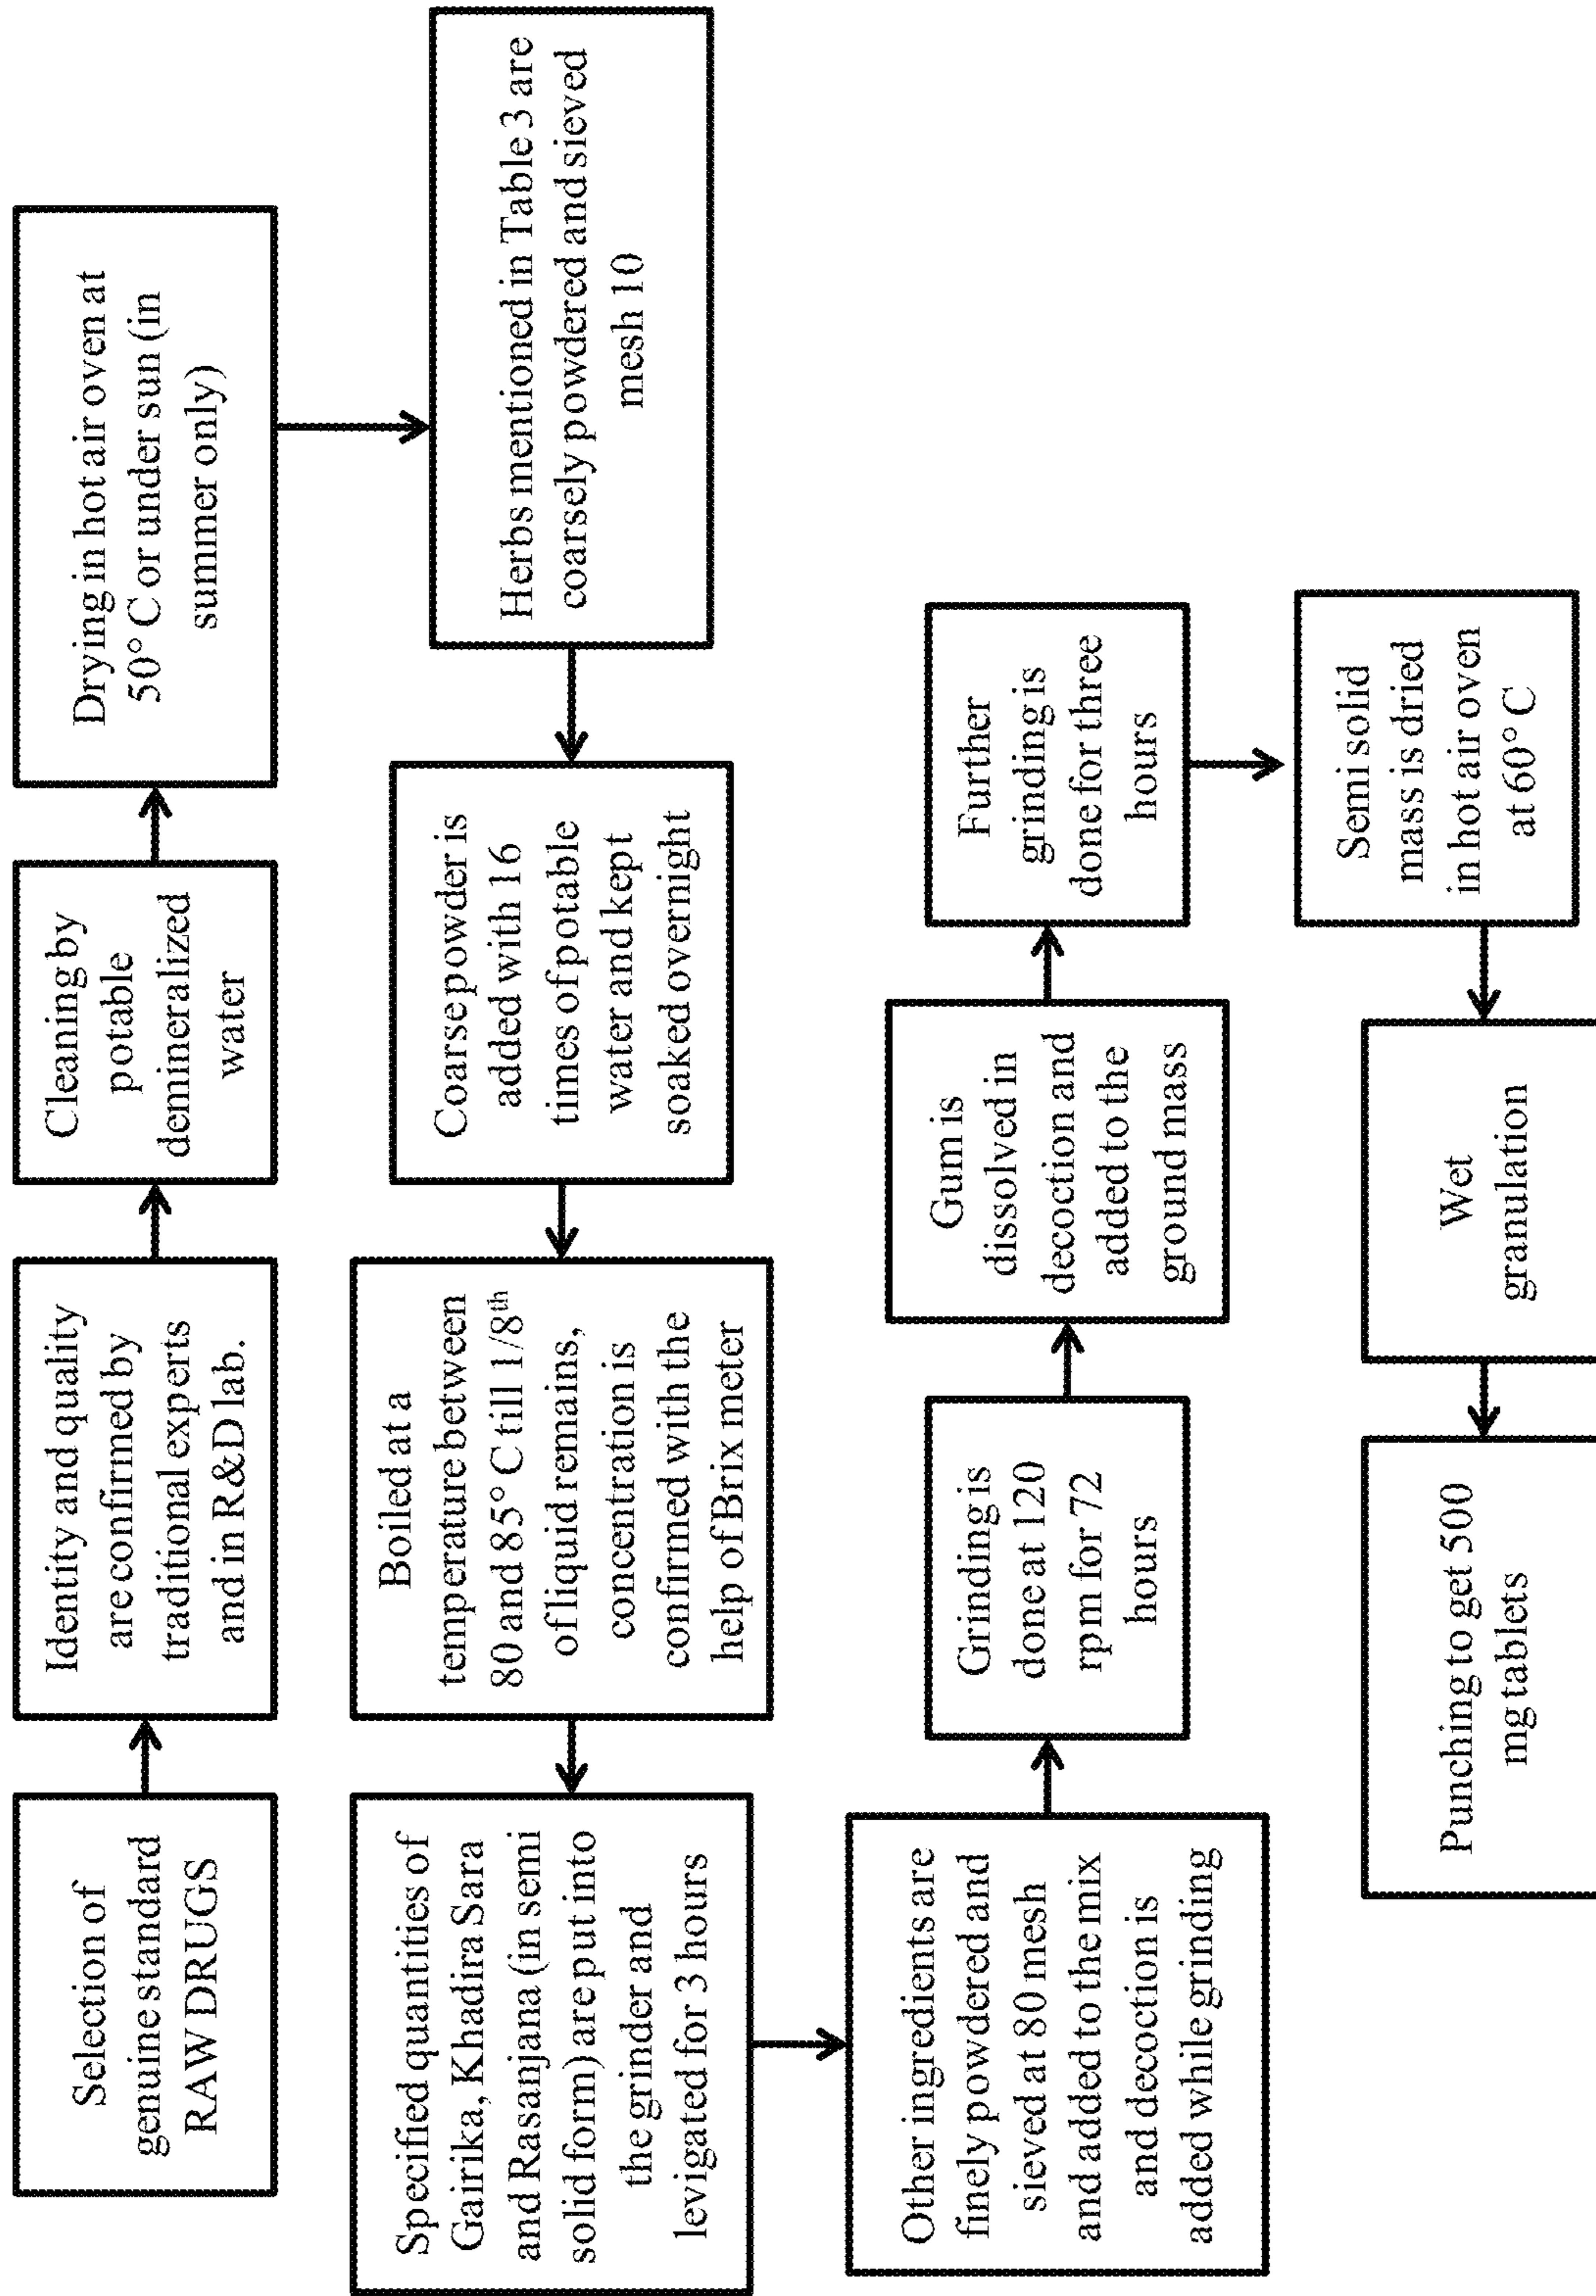 Selection of
genuine standard
RAW DRUGS
Identity and quality
are confirmed by
traditional experts
and in R&D lab.
Cleaning by
potable
demineralized
water
Drying in hot air oven at
50° C or under sun (in
summer only)
Herbs mentioned in Table 3 are
coarsely powdered and sieved
mesh 10
Coarse powder is
added with 16
times of potable
water and kept
soaked overnight
Boiled at a
temperature between
80 and 85° C till 1/8th
of liquid remains,
concentration is
confirmed with the
help of Brix meter
Specified quantities of
Gairika, Khadira Sara
and Rasanjana (in semi
solid form) are put into
the grinder and
levigated for 3 hours
Other ingredients are
finely powdered and
sieved at 80 mesh
and added to the mix
and decoction is
added while grinding
Grinding is
done at 120
rpm for 72
hours
Gum is
dissolved in
decoction and
added to the
ground mass
Further
grinding is
done for three
hours
Semi solid
mass is dried
in hot air oven
at 60° C
Wet
granulation
Punching to get 500
mg tablets